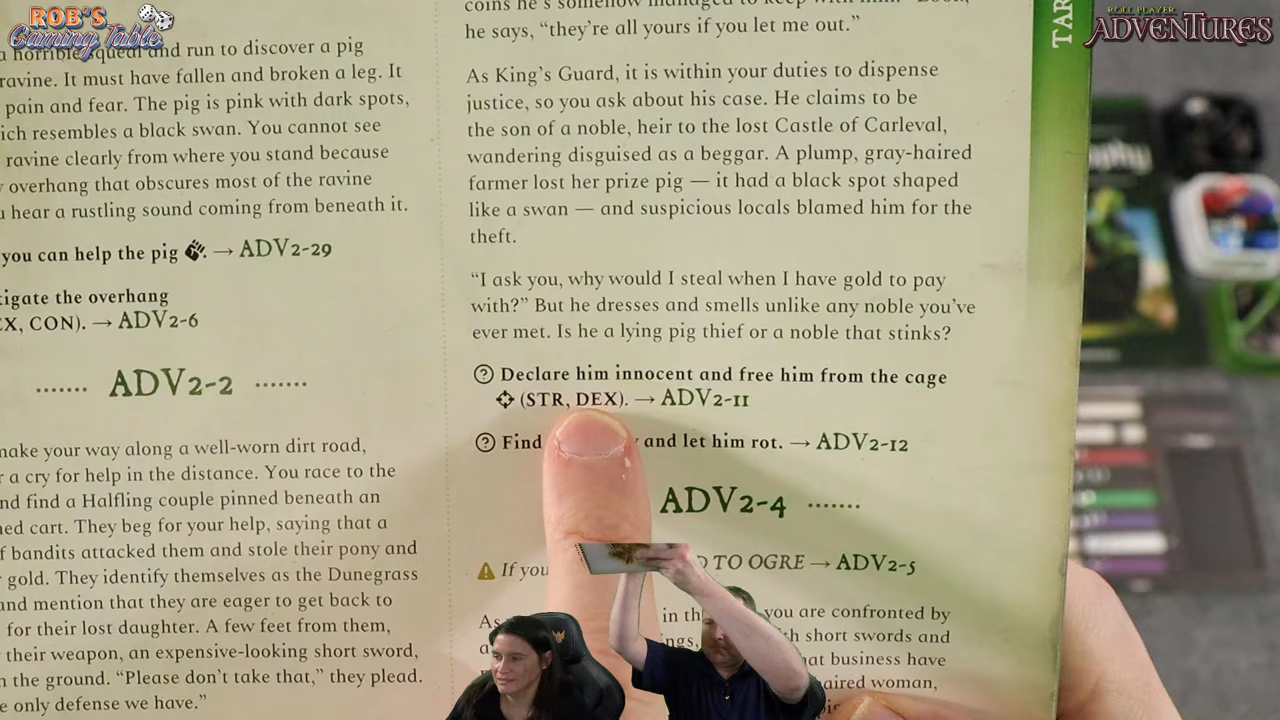 ROB'S
Gaming Table
ROLL PLAYER
ADVENTURES
TAR
a horrible squeal and run to discover a pig
ravine. It must have fallen and broken a leg. It
pain and fear. The pig is pink with dark spots,
resembles a black swan. You cannot see
ravine clearly from where you stand because
overhang that obscures most of the ravine
hear a rustling sound coming from beneath it.
you can help the pig . → ADV2-29
the overhang
CON). → ADV2-6
....... ADV2-2 .......
make your way along a well-worn dirt road,
a cry for help in the distance. You race to the
find a Halfling couple pinned beneath an
cart. They beg for your help, saying that a
bandits attacked them and stole their pony and
gold. They identify themselves as the Dunegrass
and mention that they are eager to get back to
for their lost daughter. A few feet from them,
their weapon, an expensive-looking short sword,
the ground. “Please don't take that,” they plead.
only defense we have.”
coins he's somehow managed to keep with
he says, “they're all yours if you let me out.”
As King's Guard, it is within your duties to dispense
justice, so you ask about his case. He claims to be
the son of a noble, heir to the lost Castle of Carleval,
wandering disguised as a beggar. A plump, gray-haired
farmer lost her prize pig — it had a black spot shaped
like a swan — and suspicious locals blamed him for the
theft.
“I ask you, why would I steal when I have gold to pay
with?” But he dresses and smells unlike any noble you've
ever met. Is he a lying pig thief or a noble that stinks?
? Declare him innocent and free him from the cage
(STR, DEX). → ADV2-11
? Find and let him rot. → ADV2-12
ADV2-4 .......
If you TO OGRE → ADV2-5
As in you are confronted by
short swords and
business have
woman,